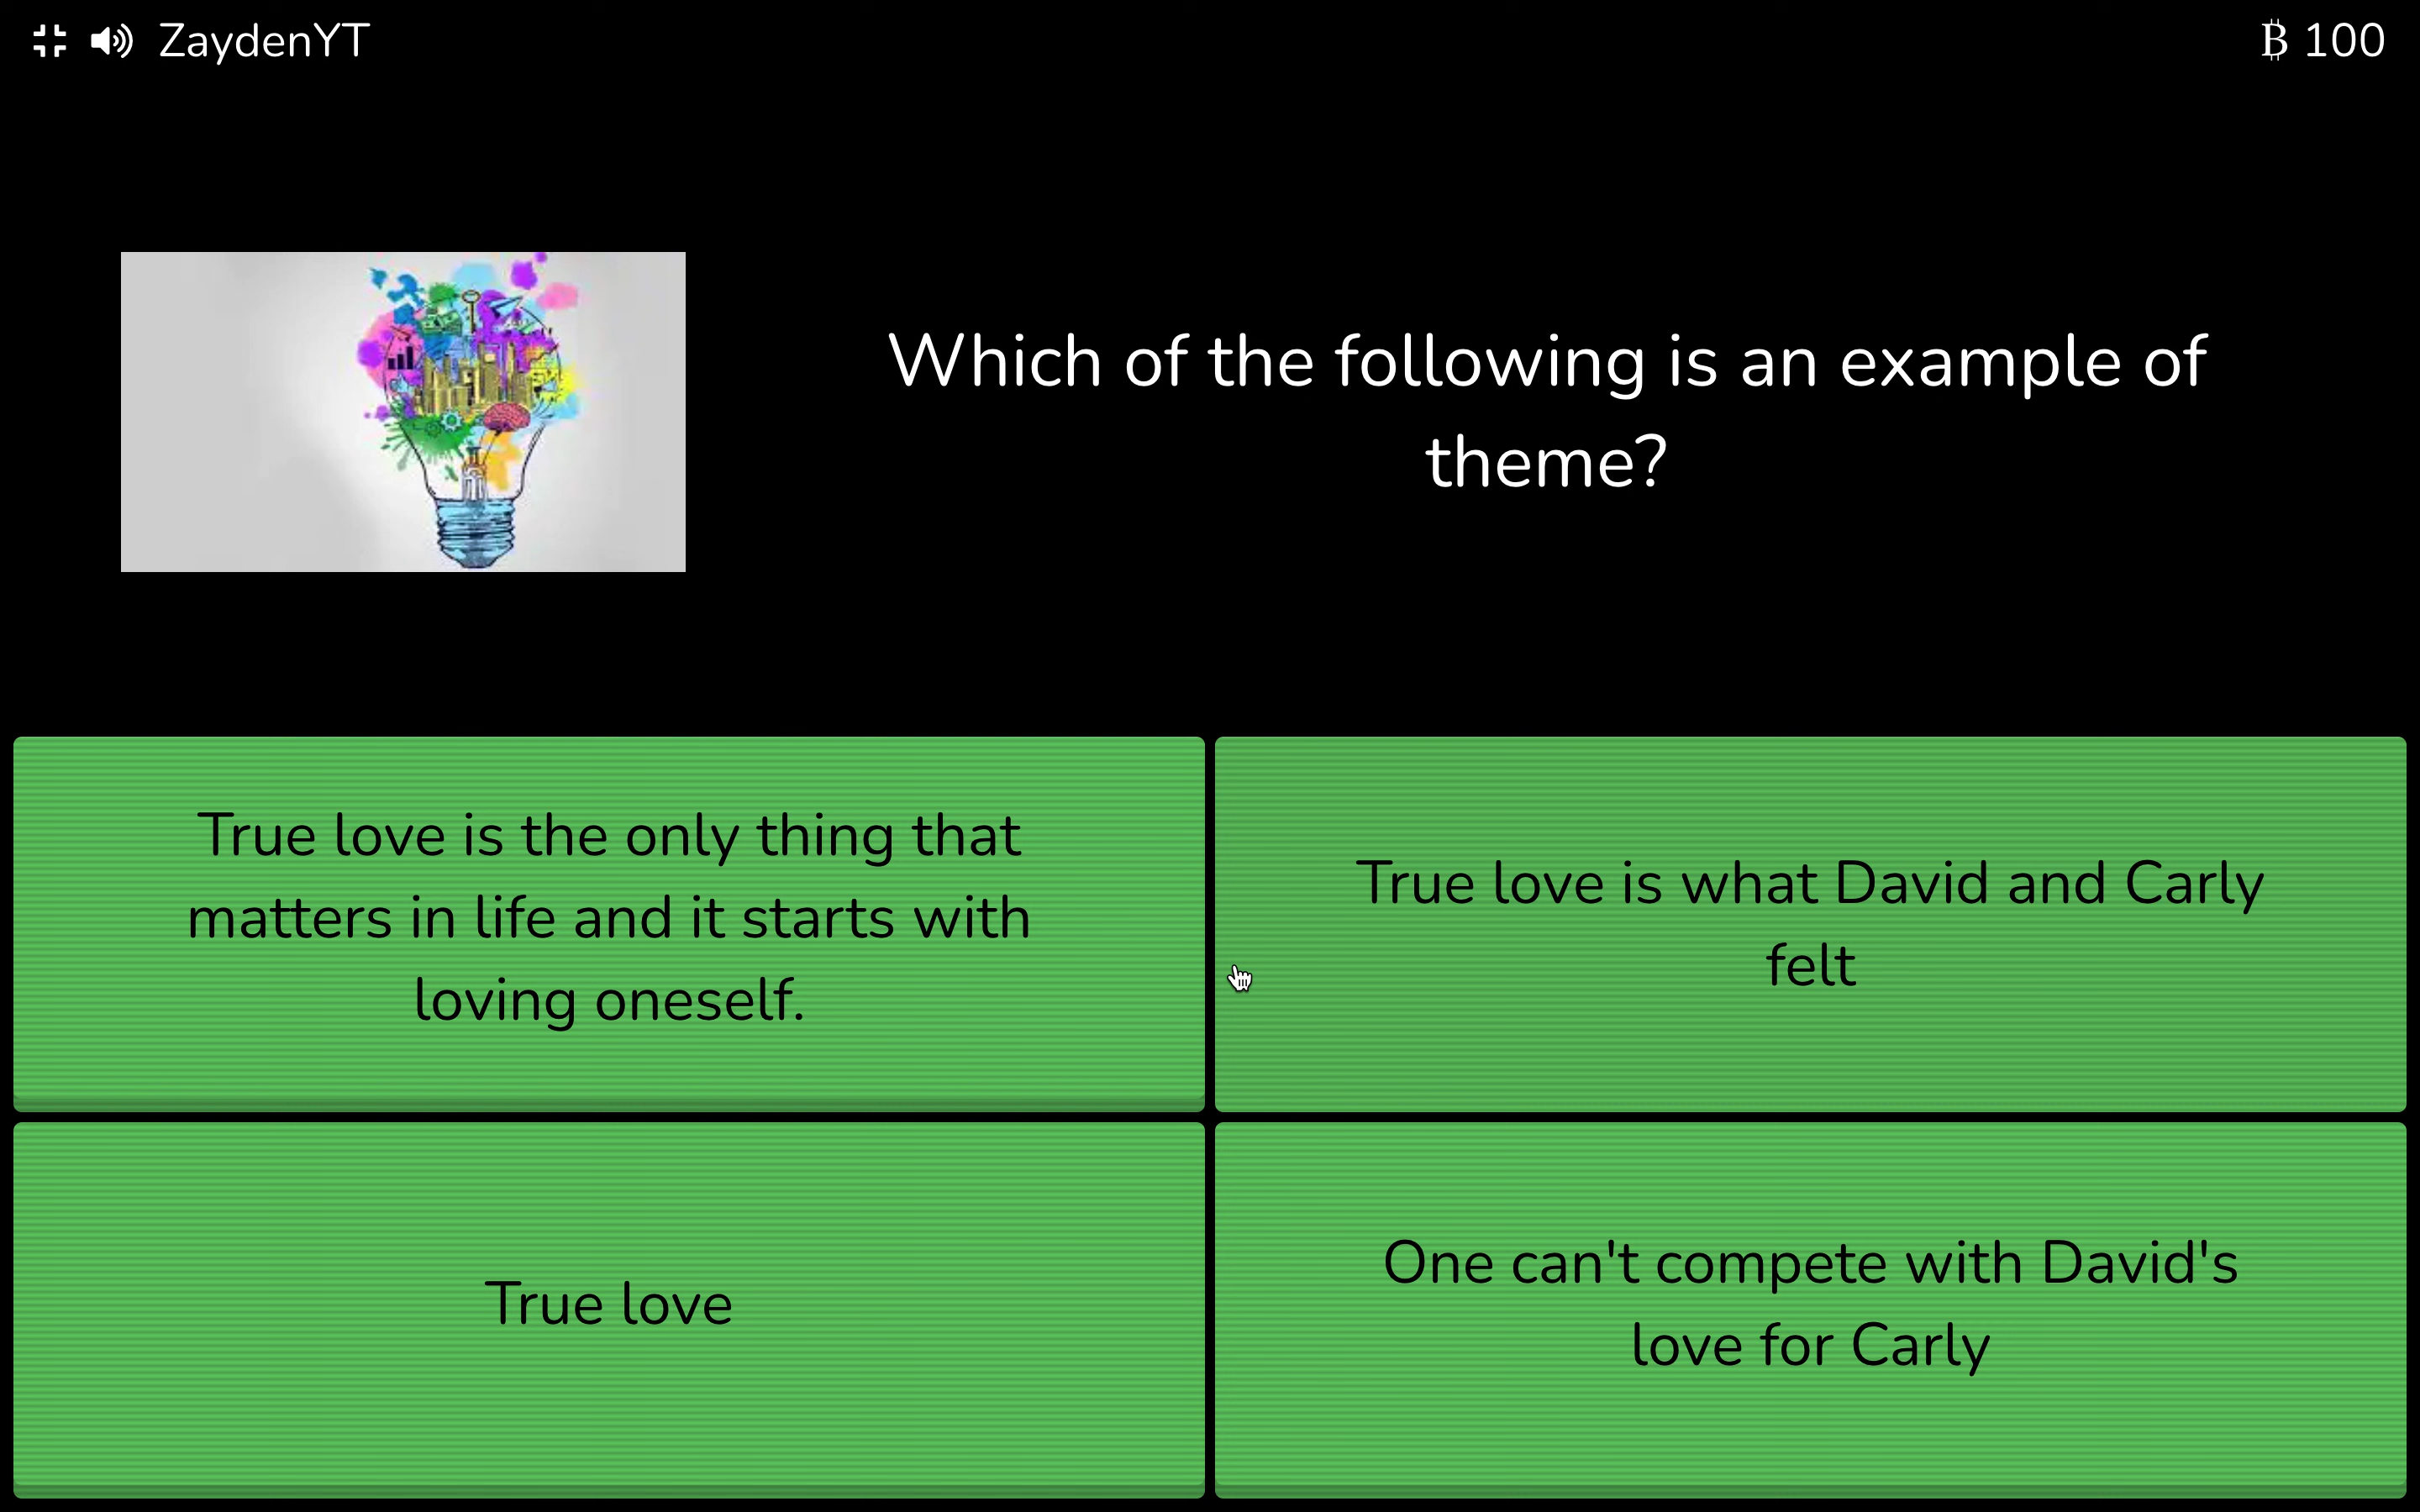 ZaydenYT
₿ 100
Which of the following is an example of
theme?
True love is the only thing that
matters in life and it starts with
loving oneself.
True love is what David and Carly
felt
True love
One can't compete with David's
love for Carly